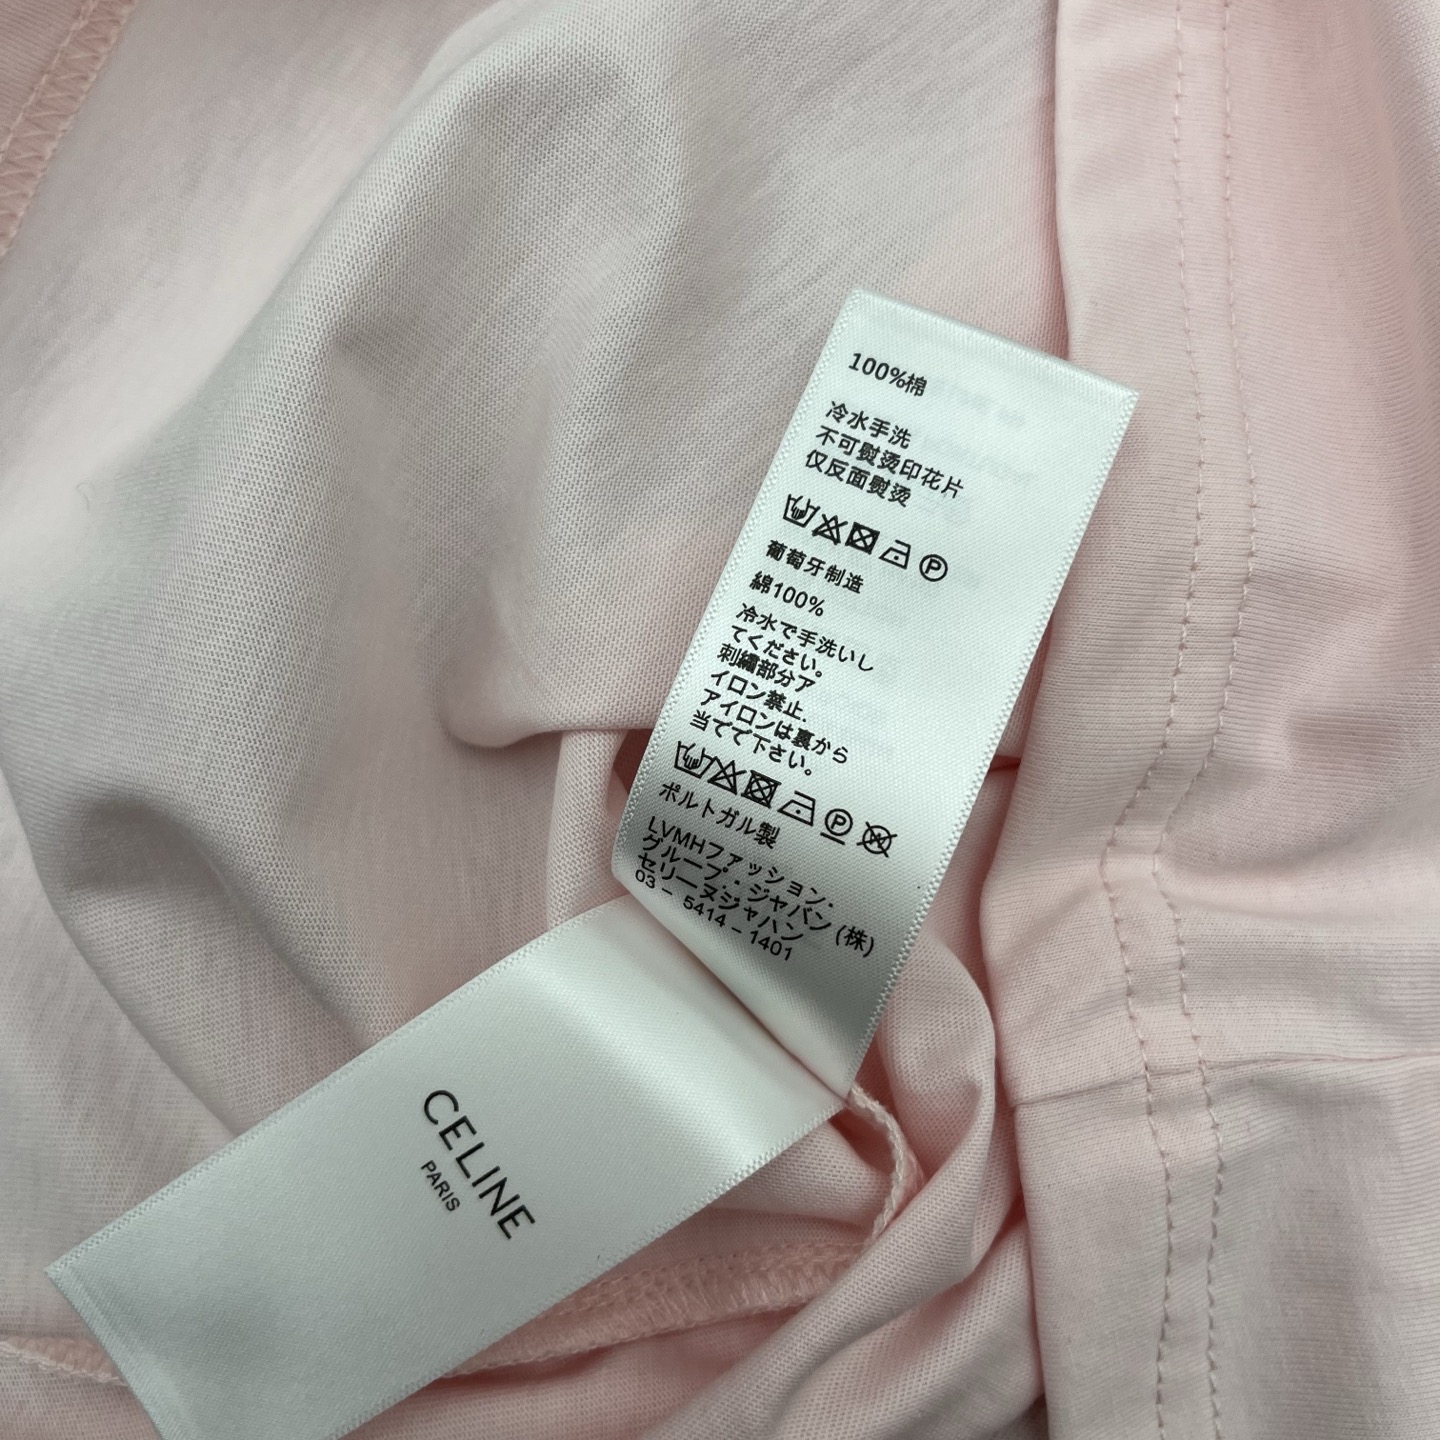 100%棉
冷水手洗
不可熨烫印花片
仅反面熨烫
葡萄牙制造
綿100%
冷水で手洗いし
てください。
刺繡部分ア
イロン禁止.
アイロンは裏から
当てて下さい。
ポルトガル製
LVMHファッション.
グループ.ジャパン(株)
セリーヌジャハン
03-5414-1401
CELINE
PARIS